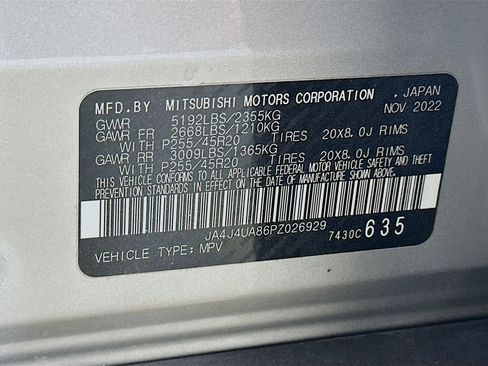 MFD.BY MITSUBISHI MOTORS CORPORATION. JAPAN
GVWR 5192LBS/2355KG NOV 2022
GAWR FR 2668LBS/1210KG
WITH P255/45R20 TIRES 20X8.0J RIMS
GAWR RR 3009LBS/1365KG
WITH P255/45R20 TIRES 20X8.0J RIMS
THIS VEHICLE CONFORMS TO ALL APPLICABLE FEDERAL MOTOR VEHICLE SAFETY AND THEFT
PREVENTION STANDARDS IN EFFECT ON THE DATE OF MANUFACTURE SHOWN ABOVE.
JA4J4UA86PZ026929 7430C635
VEHICLE TYPE: MPV